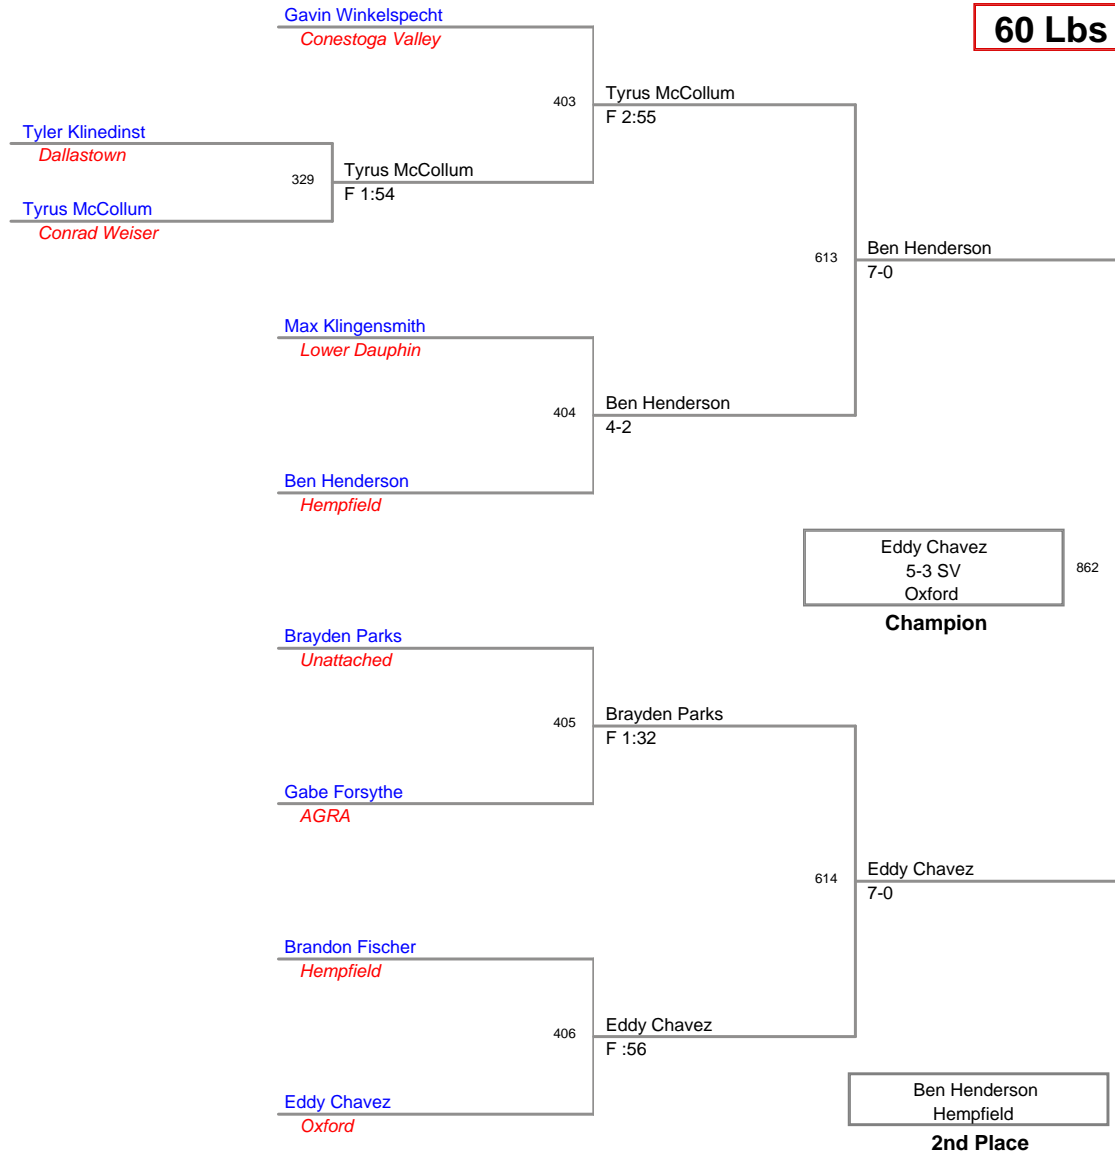 Gavin Winkelspecht
Conestoga Valley
60 Lbs
403
Tyrus McCollum
F 2:55
Tyler Klinedinst
Dallastown
329
Tyrus McCollum
F 1:54
Tyrus McCollum
Conrad Weiser
613
Ben Henderson
7-0
Max Klingensmith
Lower Dauphin
404
Ben Henderson
4-2
Ben Henderson
Hempfield
Eddy Chavez
5-3 SV
Oxford
862
Champion
Brayden Parks
Unattached
405
Brayden Parks
F 1:32
Gabe Forsythe
AGRA
614
Eddy Chavez
7-0
Brandon Fischer
Hempfield
406
Eddy Chavez
F :56
Eddy Chavez
Oxford
Ben Henderson
Hempfield
2nd Place